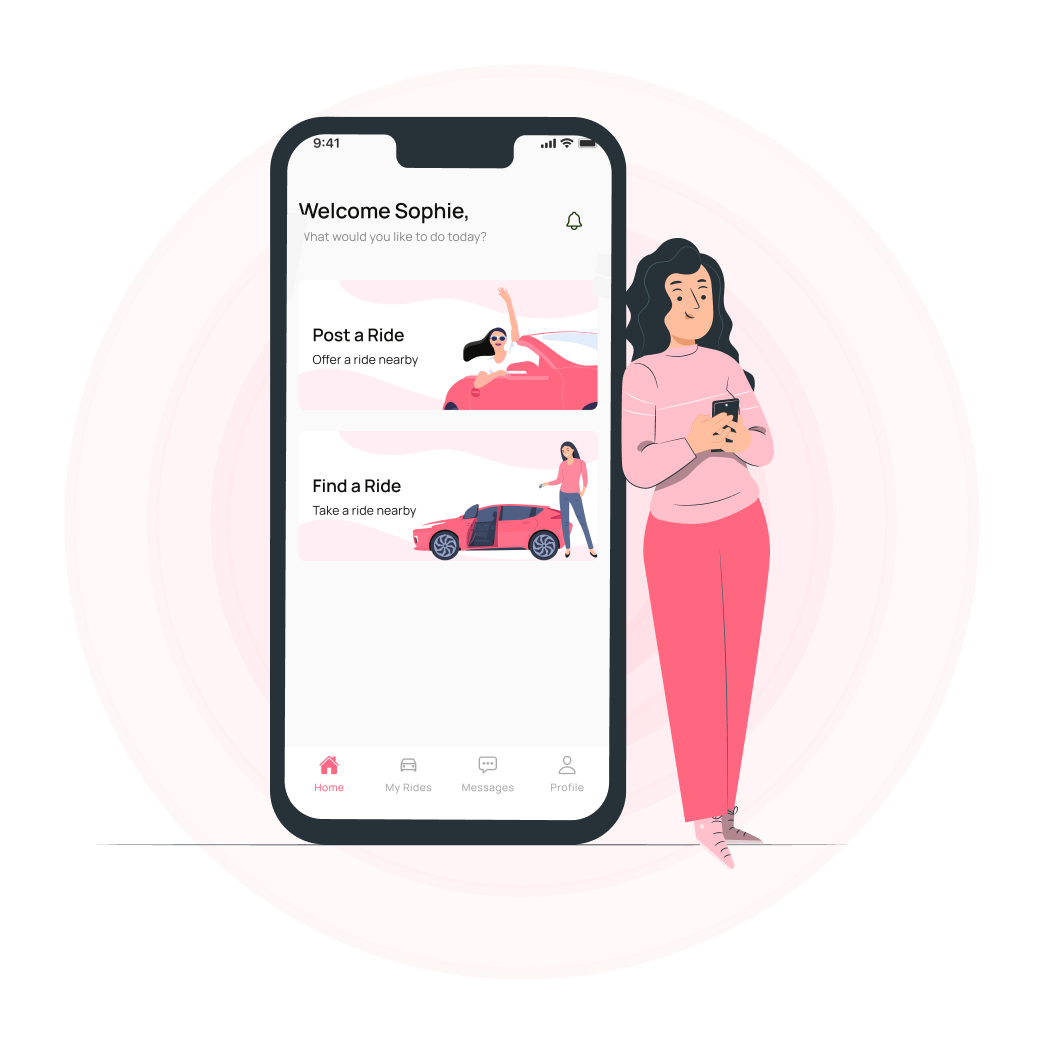 9:41
Welcome Sophie,
What would you like to do today?
Post a Ride
Offer a ride nearby
Find a Ride
Take a ride nearby
Home
My Rides
Messages
Profile